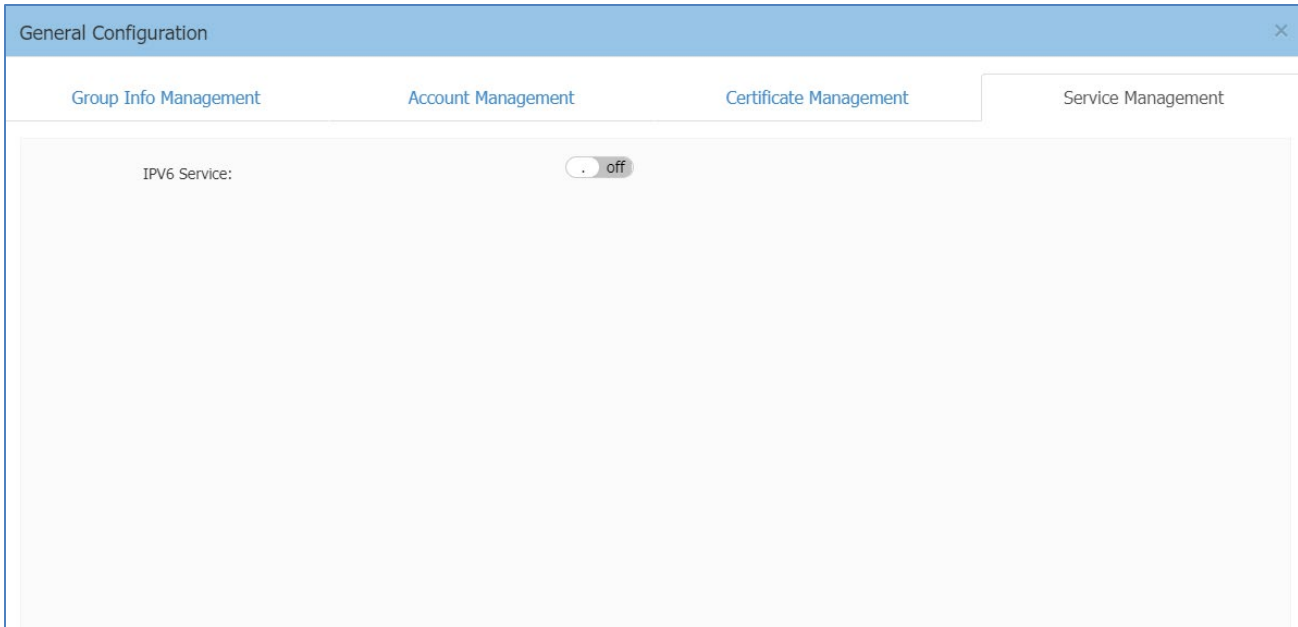 General Configuration ×
Group Info Management Account Management Certificate Management Service Management
IPV6 Service: . off